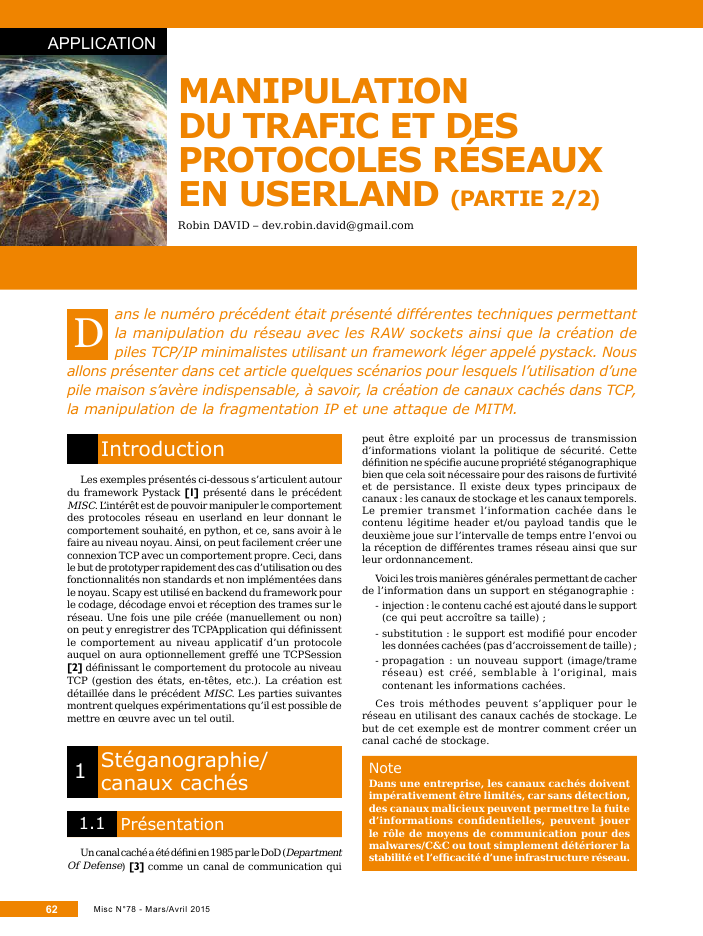 APPLICATION
MANIPULATION
DU TRAFIC ET DES
PROTOCOLES RÉSEAUX
EN USERLAND (PARTIE 2/2)
Robin DAVID – dev.robin.david@gmail.com
Dans le numéro précédent était présenté différentes techniques permettant
la manipulation du réseau avec les RAW sockets ainsi que la création de
piles TCP/IP minimalistes utilisant un framework léger appelé pystack. Nous
allons présenter dans cet article quelques scénarios pour lesquels l’utilisation d’une
pile maison s’avère indispensable, à savoir, la création de canaux cachés dans TCP,
la manipulation de la fragmentation IP et une attaque de MITM.
Introduction
Les exemples présentés ci-dessous s’articulent autour
du framework Pystack [I] présenté dans le précédent
MISC. L’intérêt est de pouvoir manipuler le comportement
des protocoles réseau en userland en leur donnant le
comportement souhaité, en python, et ce, sans avoir à le
faire au niveau noyau. Ainsi, on peut facilement créer une
connexion TCP avec un comportement propre. Ceci, dans
le but de prototyper rapidement des cas d’utilisation ou des
fonctionnalités non standards et non implémentées dans
le noyau. Scapy est utilisé en backend du framework pour
le codage, décodage envoi et réception des trames sur le
réseau. Une fois une pile créée (manuellement ou non)
on peut y enregistrer des TCPApplication qui définissent
le comportement au niveau applicatif d’un protocole
auquel on aura optionnellement greffé une TCPSession
[2] définissant le comportement du protocole au niveau
TCP (gestion des états, en-têtes, etc.). La création est
détaillée dans le précédent MISC. Les parties suivantes
montrent quelques expérimentations qu’il est possible de
mettre en œuvre avec un tel outil.
1 Stéganographie/
canaux cachés
1.1 Présentation
Un canal caché a été défini en 1985 par le DoD (Department
Of Defense) [3] comme un canal de communication qui
peut être exploité par un processus de transmission
d’informations violant la politique de sécurité. Cette
définition ne spécifie aucune propriété stéganographique
bien que cela soit nécessaire pour des raisons de furtivité
et de persistance. Il existe deux types principaux de
canaux : les canaux de stockage et les canaux temporels.
Le premier transmet l’information cachée dans le
contenu légitime header et/ou payload tandis que le
deuxième joue sur l’intervalle de temps entre l’envoi ou
la réception de différentes trames réseau ainsi que sur
leur ordonnancement.
Voici les trois manières générales permettant de cacher
de l’information dans un support en stéganographie :
- injection : le contenu caché est ajouté dans le support
(ce qui peut accroître sa taille) ;
- substitution : le support est modifié pour encoder
les données cachées (pas d’accroissement de taille) ;
- propagation : un nouveau support (image/trame
réseau) est créé, semblable à l’original, mais
contenant les informations cachées.
Ces trois méthodes peuvent s’appliquer pour le
réseau en utilisant des canaux cachés de stockage. Le
but de cet exemple est de montrer comment créer un
canal caché de stockage.
Note
Dans une entreprise, les canaux cachés doivent
impérativement être limités, car sans détection,
des canaux malicieux peuvent permettre la fuite
d’informations confidentielles, peuvent jouer
le rôle de moyens de communication pour des
malwares/C&C ou tout simplement détériorer la
stabilité et l’efficacité d’une infrastructure réseau.
62 Misc N°78 - Mars/Avril 2015